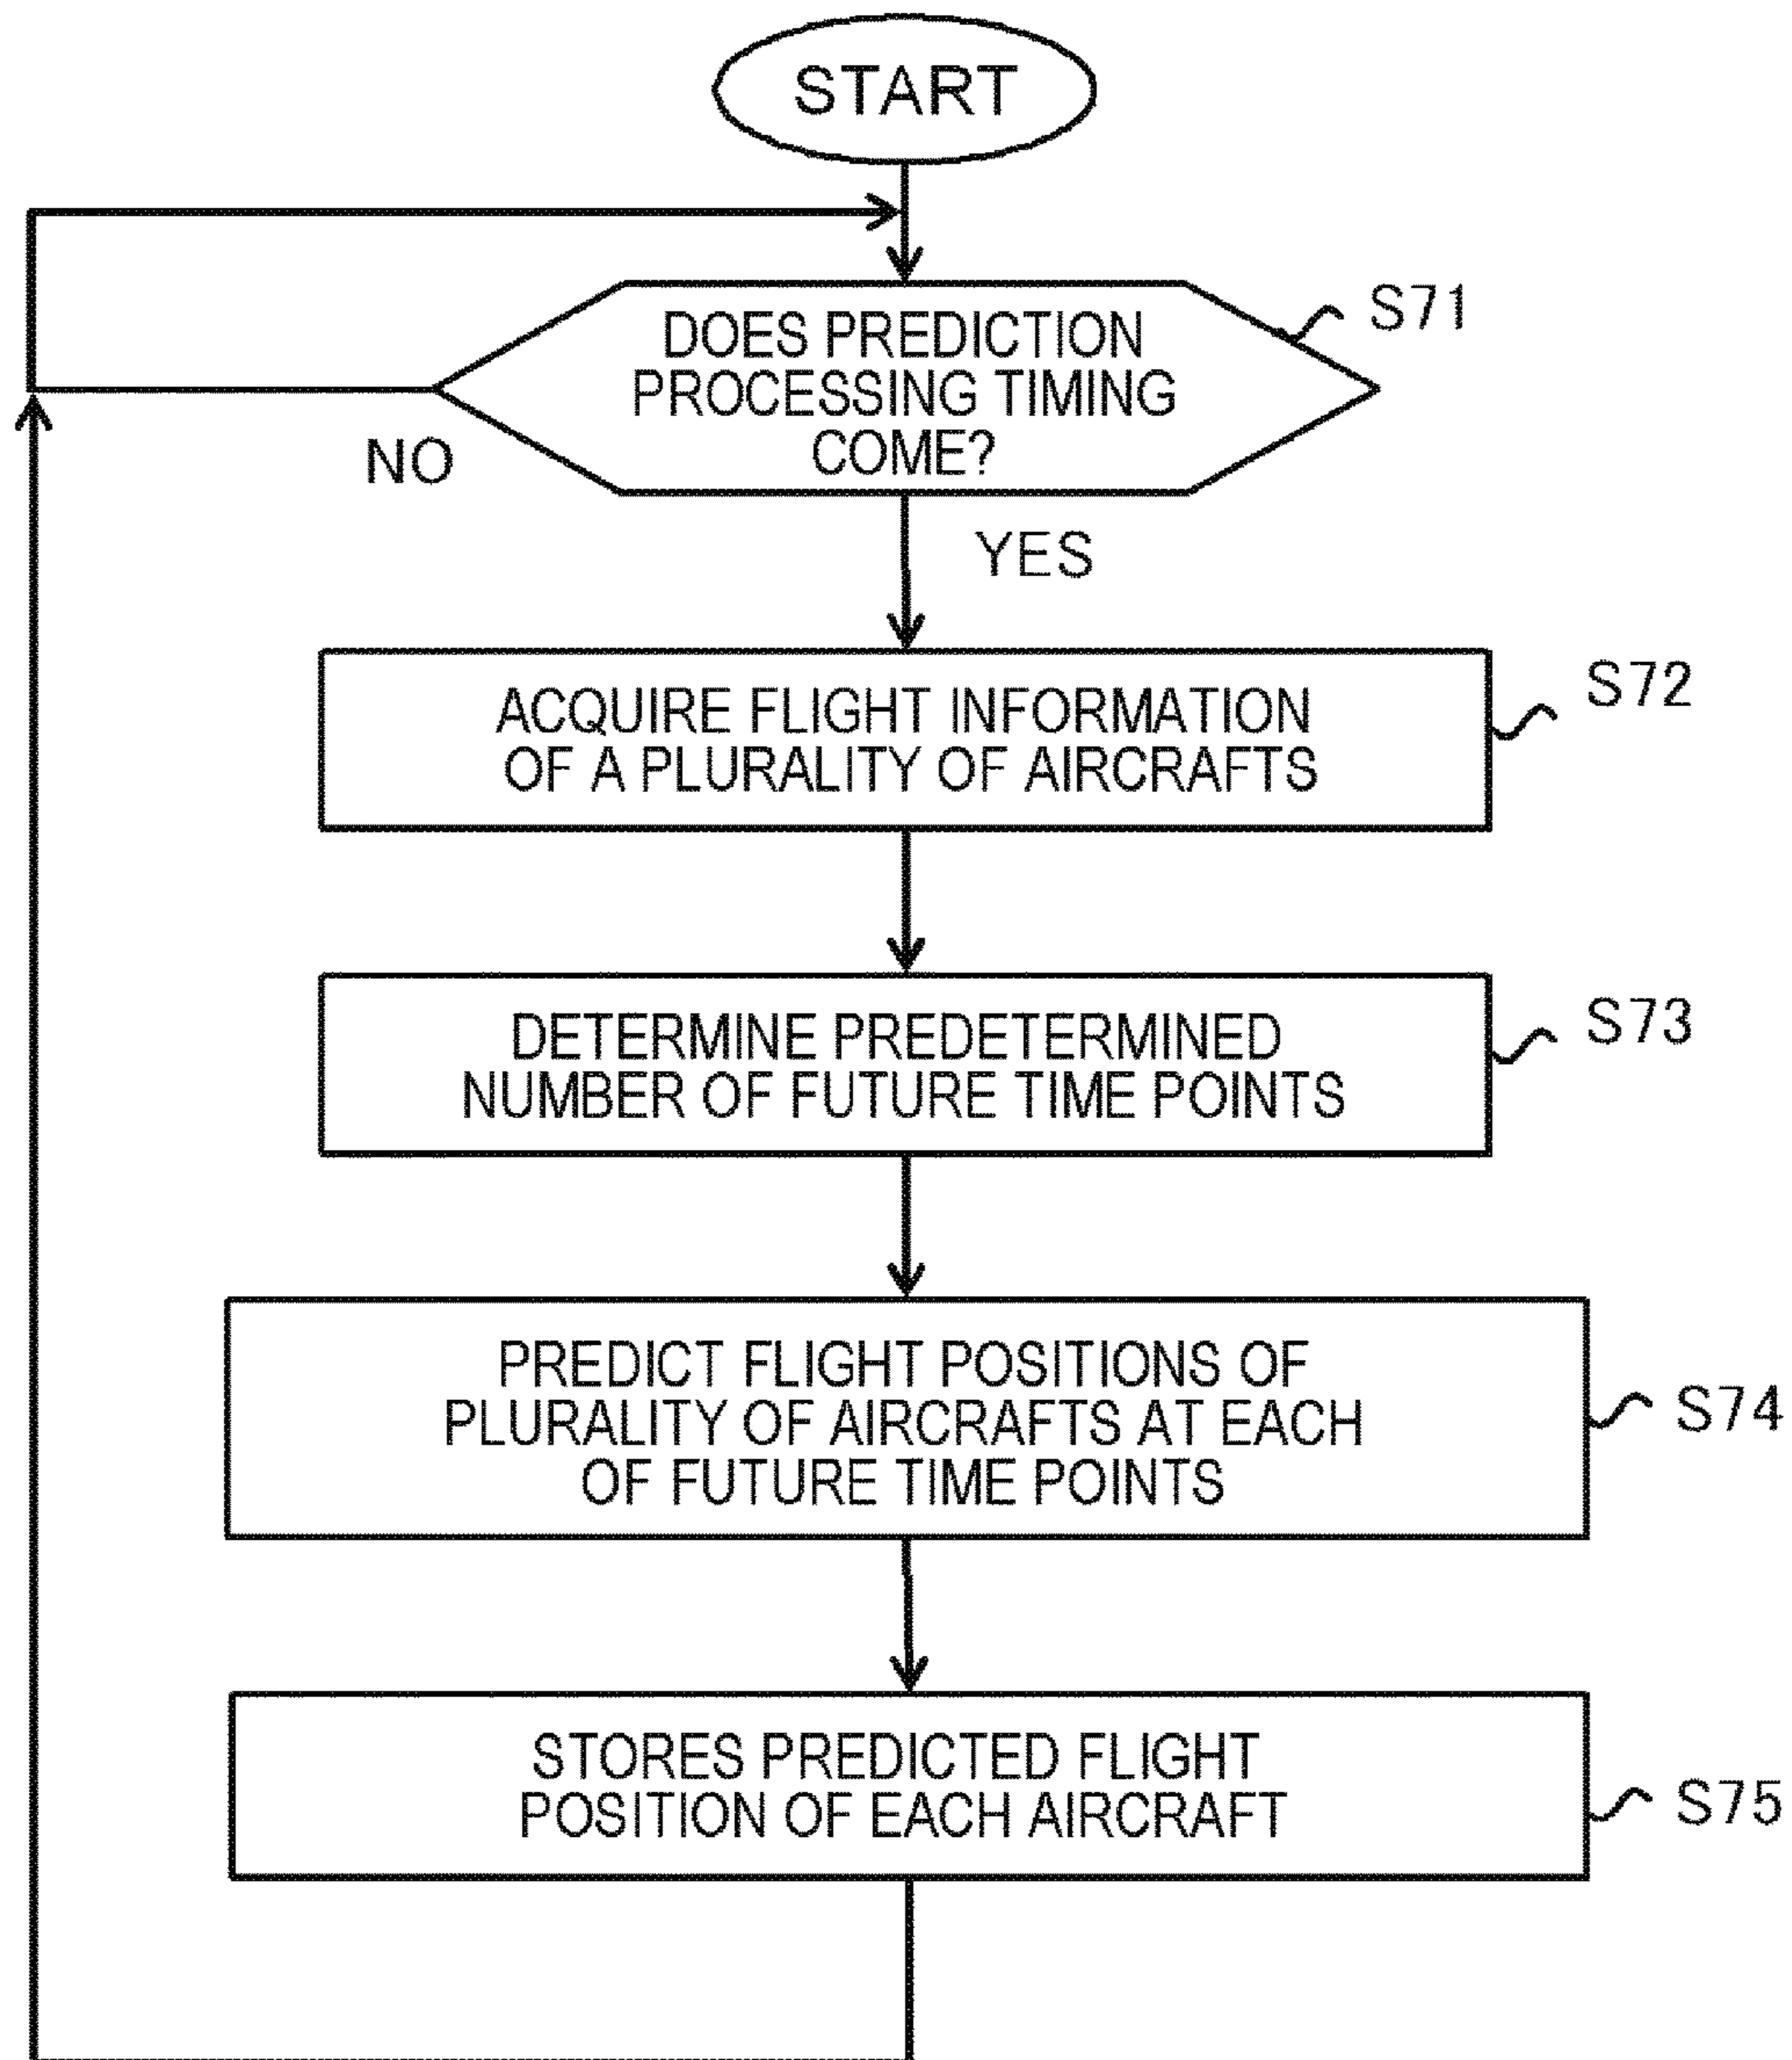 START
DOES PREDICTION
PROCESSING TIMING
COME?
S71
NO
YES
ACQUIRE FLIGHT INFORMATION
OF A PLURALITY OF AIRCRAFTS
S72
DETERMINE PREDETERMINED
NUMBER OF FUTURE TIME POINTS
S73
PREDICT FLIGHT POSITIONS OF
PLURALITY OF AIRCRAFTS AT EACH
OF FUTURE TIME POINTS
S74
STORES PREDICTED FLIGHT
POSITION OF EACH AIRCRAFT
S75